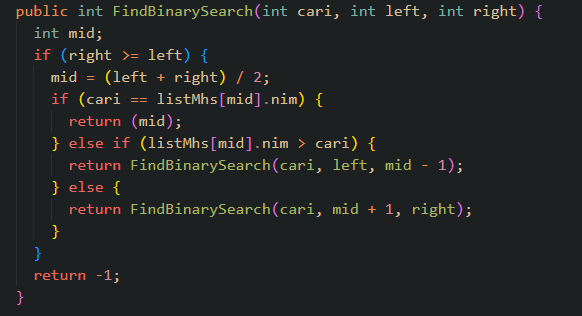 public int FindBinarySearch(int cari, int left, int right) {
  int mid;
  if (right >= left) {
    mid = (left + right) / 2;
    if (cari == listMhs[mid].nim) {
      return (mid);
    } else if (listMhs[mid].nim > cari) {
      return FindBinarySearch(cari, left, mid - 1);
    } else {
      return FindBinarySearch(cari, mid + 1, right);
    }
  }
  return -1;
}